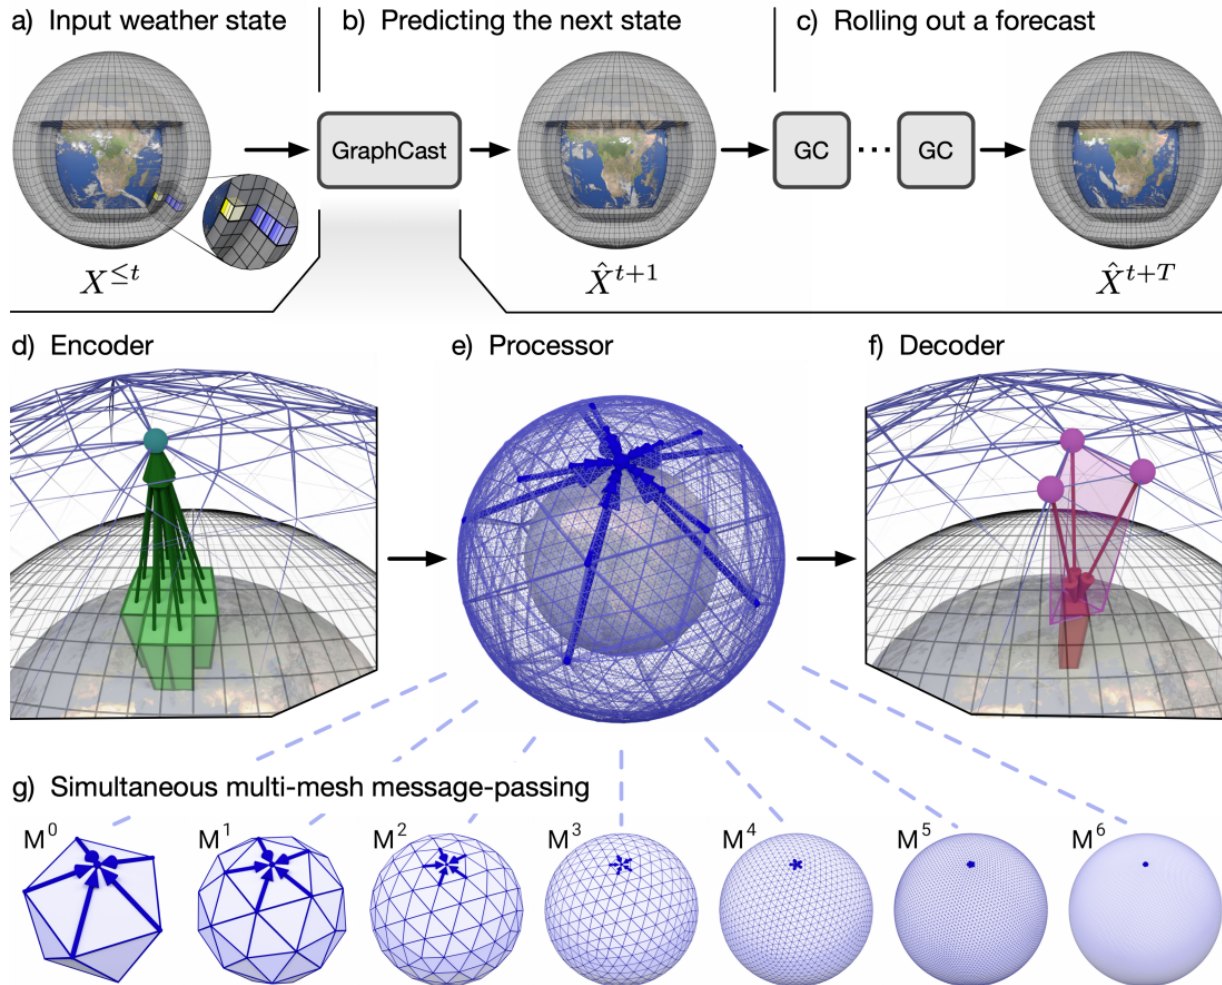 a) Input weather state
b) Predicting the next state
c) Rolling out a forecast
GraphCast
GC
...
GC
X^{≤t}
X̂^{t+1}
X̂^{t+T}
d) Encoder
e) Processor
f) Decoder
g) Simultaneous multi-mesh message-passing
M^0
M^1
M^2
M^3
M^4
M^5
M^6